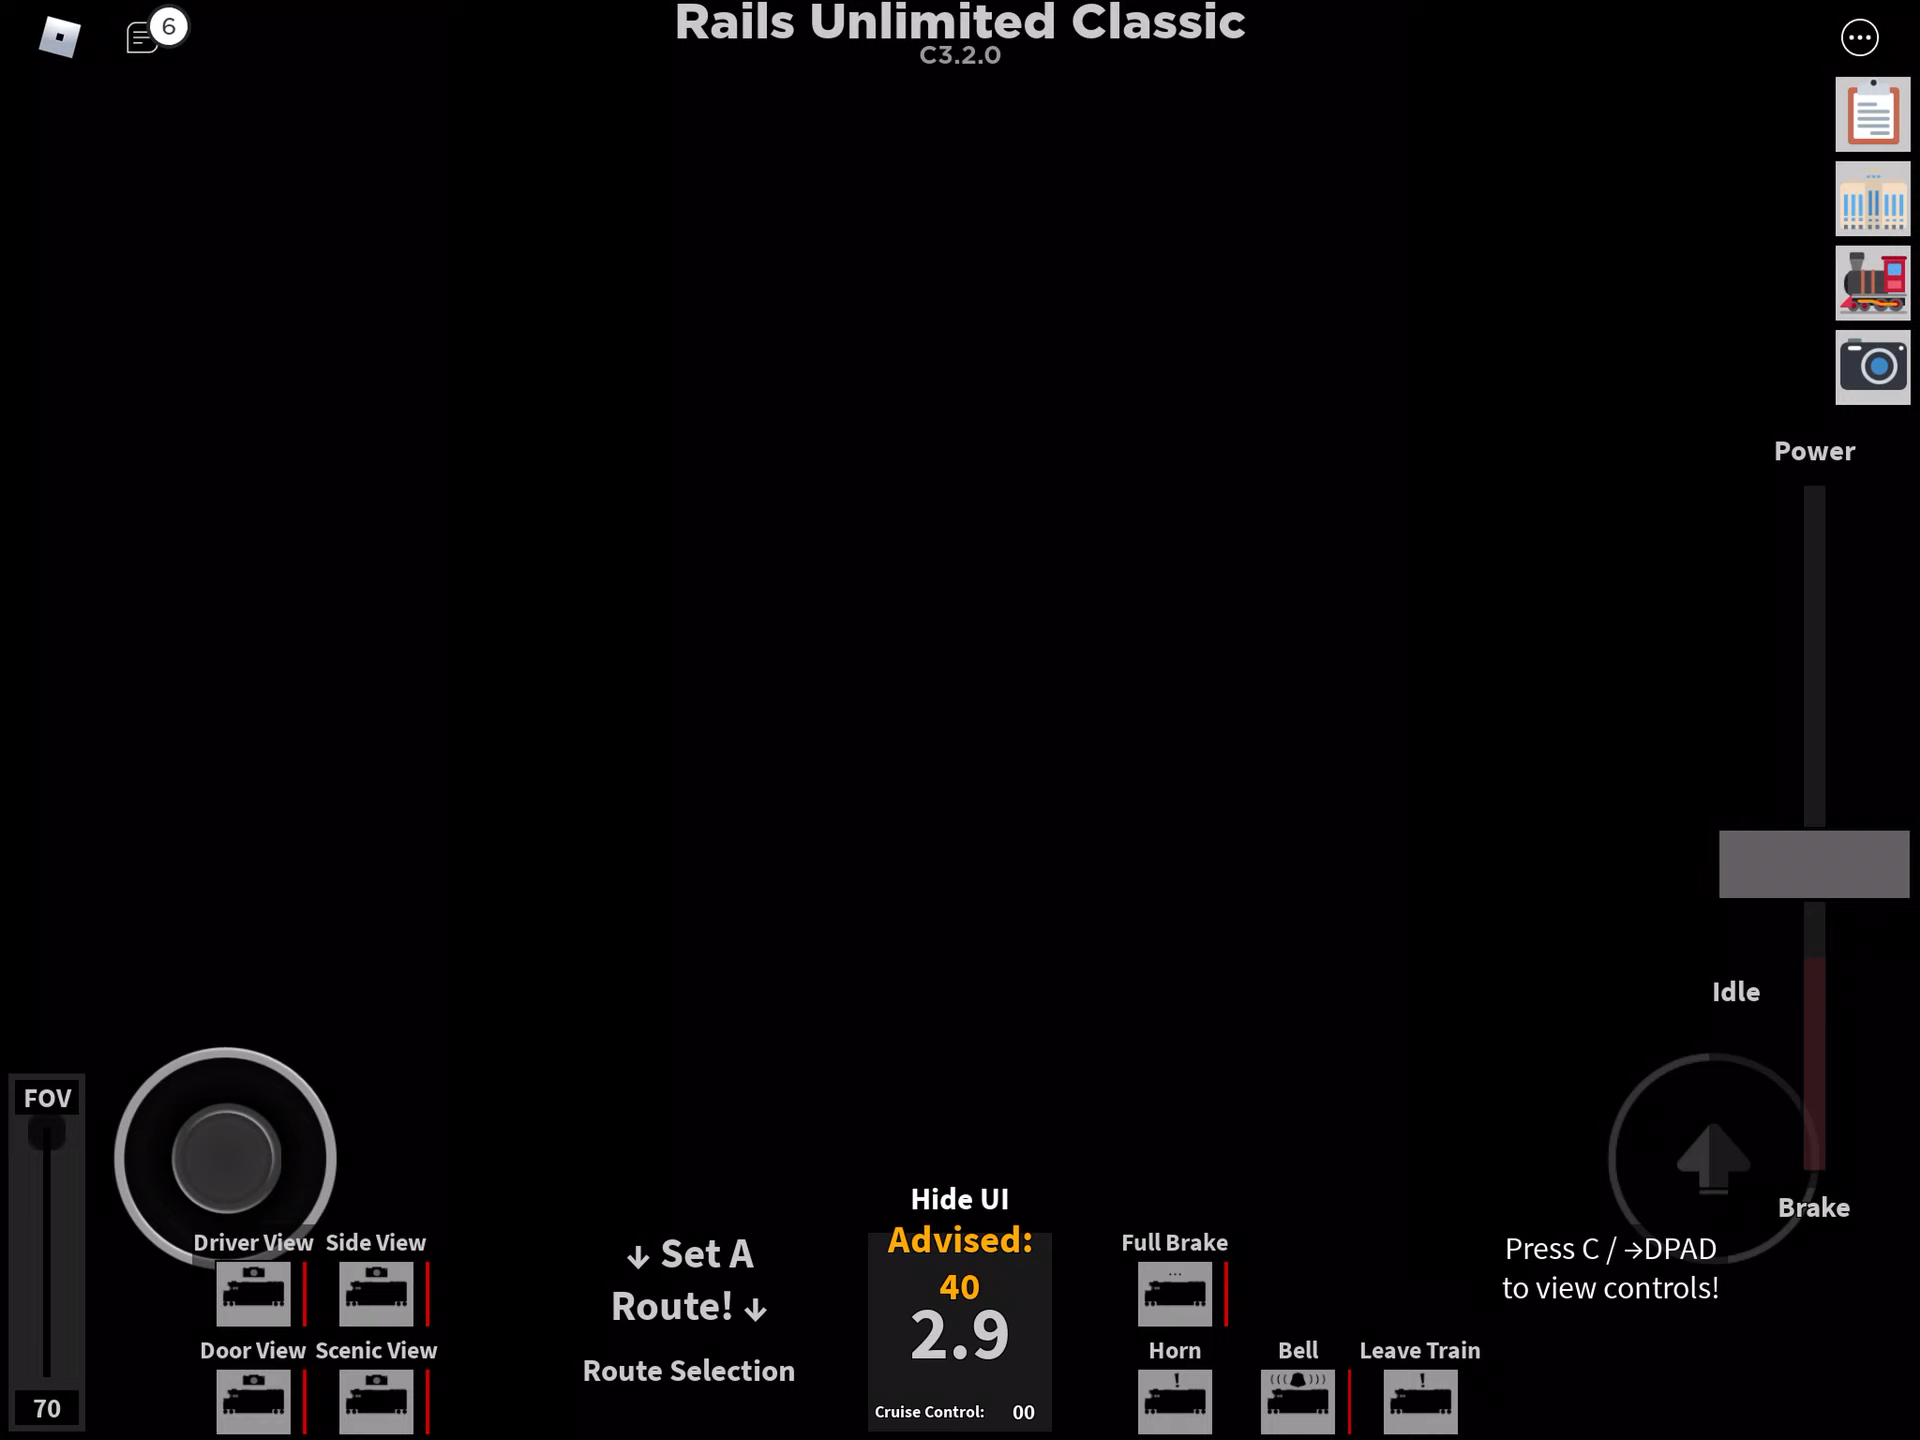 6
Rails Unlimited Classic
C3.2.0
Power
Idle
Brake
FOV
70
Driver View
Side View
Door View
Scenic View
↓ Set A
Route! ↓
Route Selection
Hide UI
Advised:
40
2.9
Cruise Control: 00
Full Brake
Horn
Bell
Leave Train
Press C / →DPAD
to view controls!